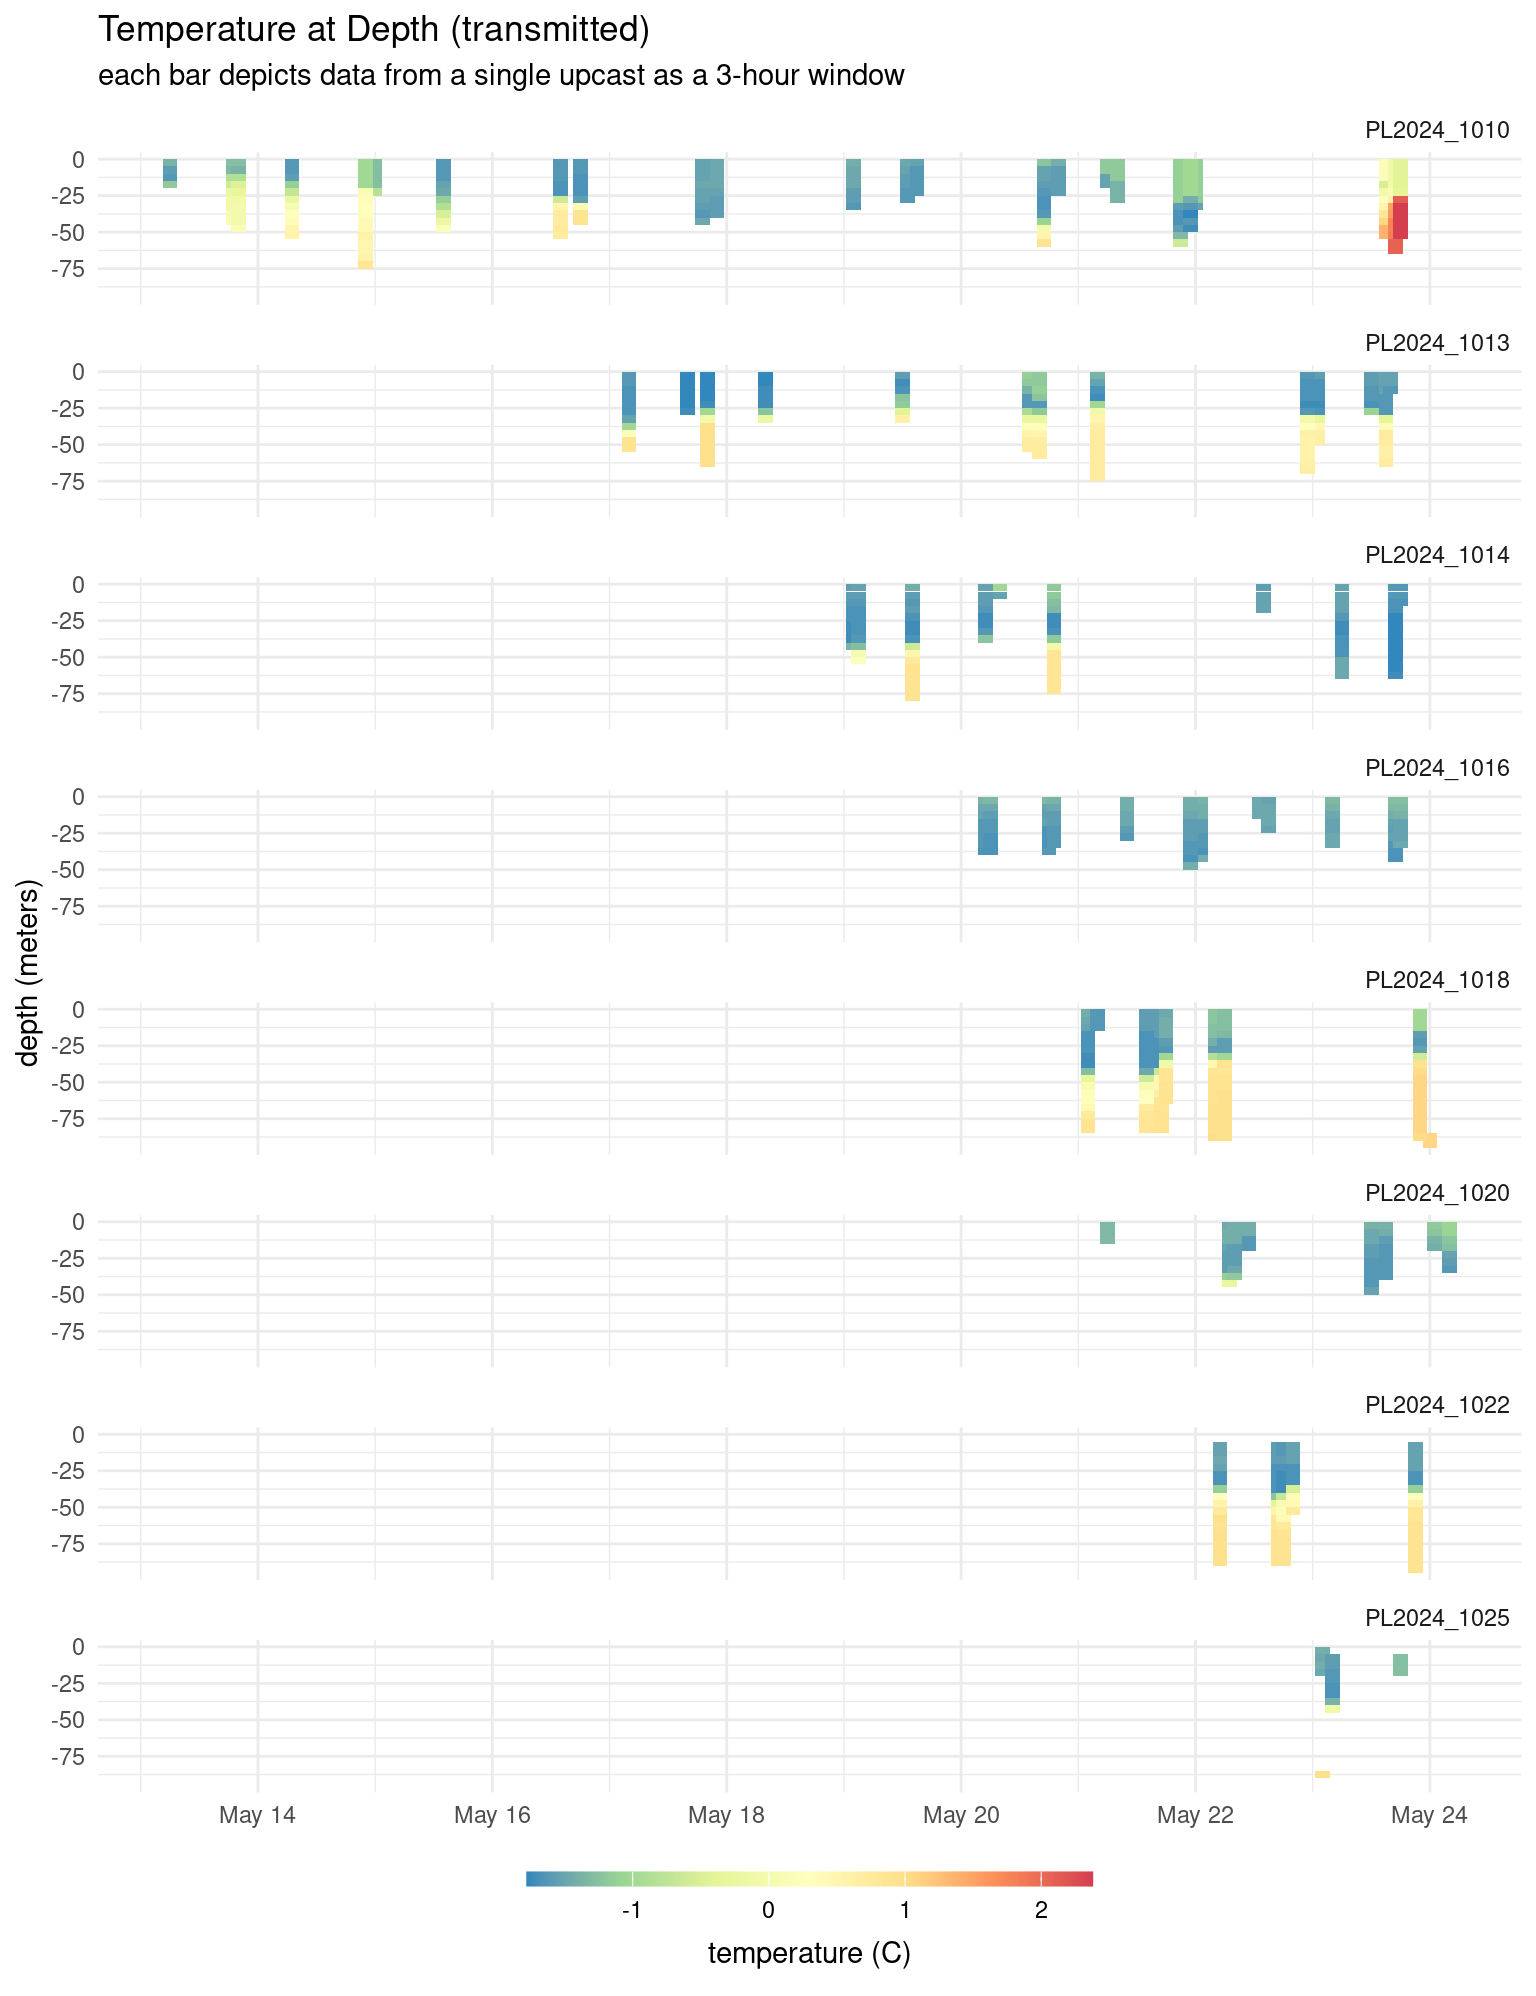 Temperature at Depth (transmitted)
each bar depicts data from a single upcast as a 3-hour window
PL2024_1010
0
-25
-50
-75
PL2024_1013
0
-25
-50
-75
PL2024_1014
0
-25
-50
-75
PL2024_1016
0
-25
-50
-75
depth (meters)
PL2024_1018
0
-25
-50
-75
PL2024_1020
0
-25
-50
-75
PL2024_1022
0
-25
-50
-75
PL2024_1025
0
-25
-50
-75
May 14 May 16 May 18 May 20 May 22 May 24
-1 0 1 2
temperature (C)